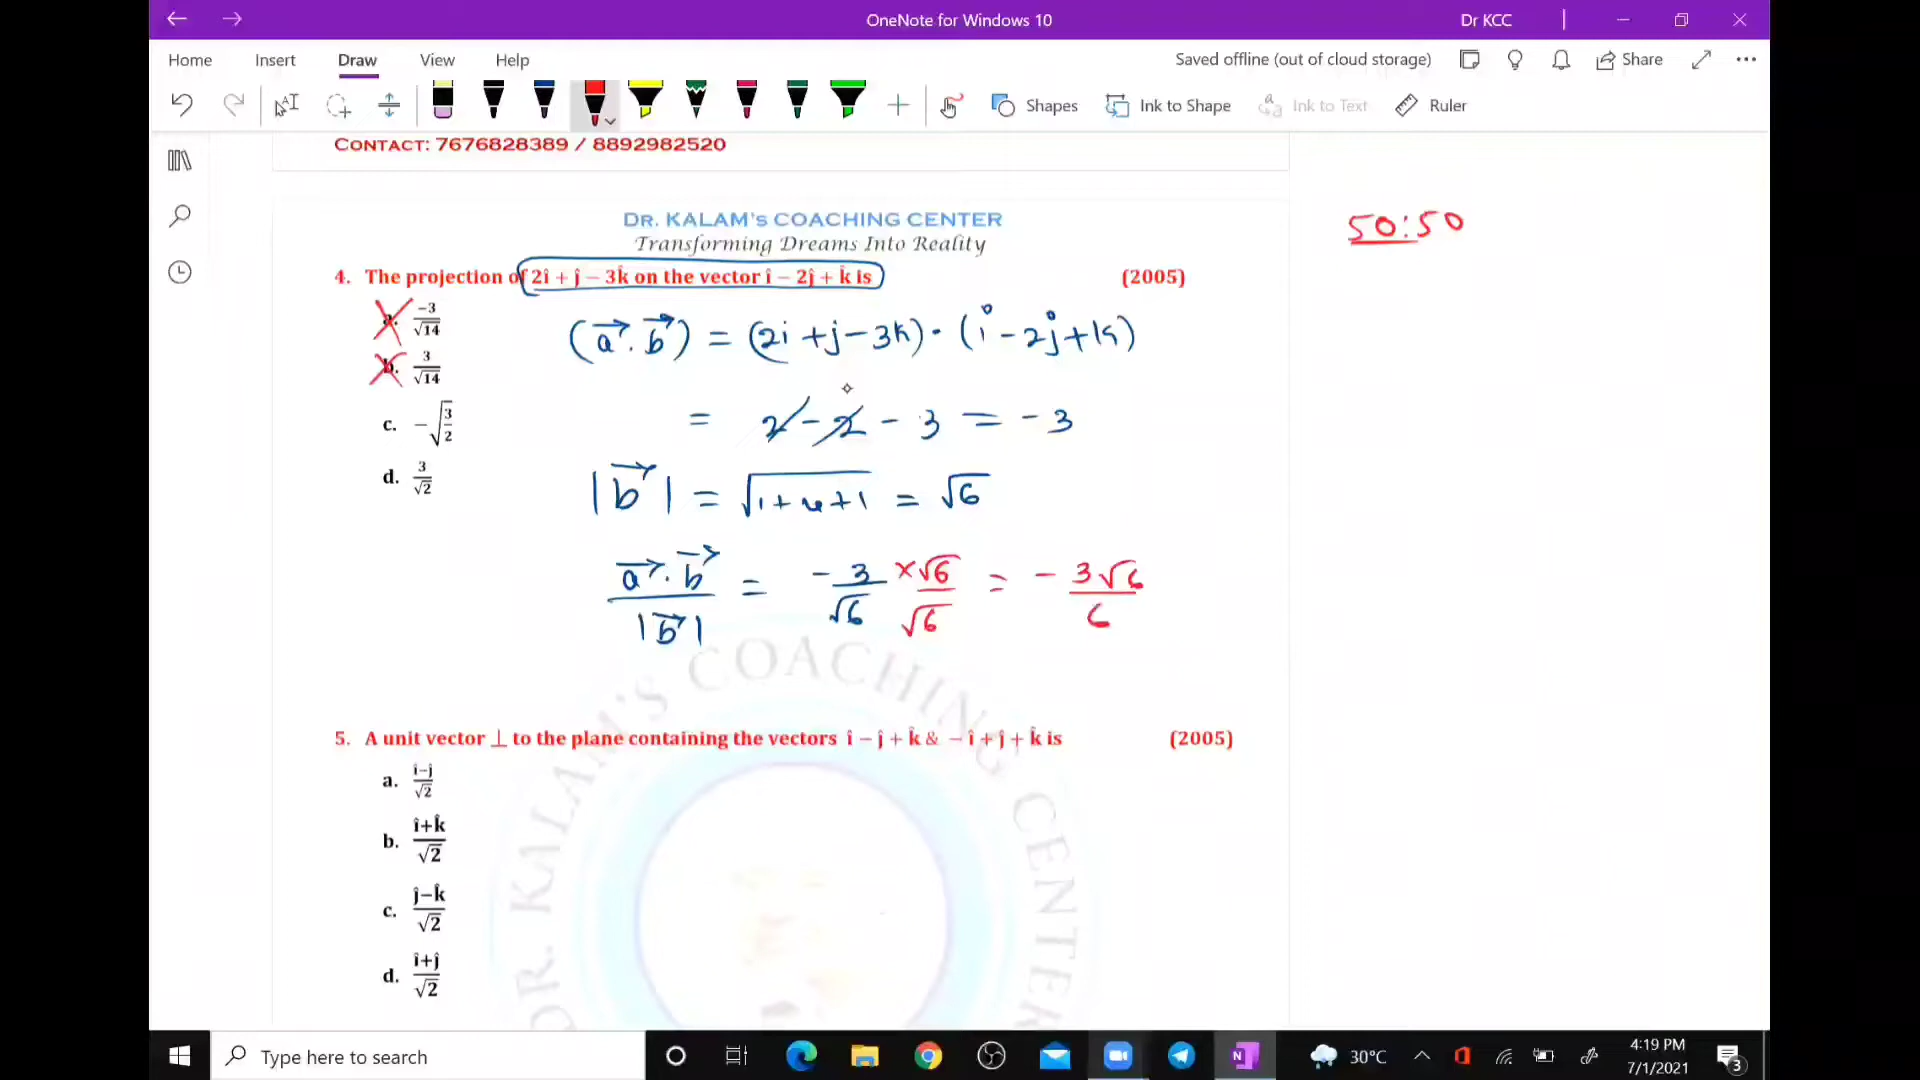 OneNote for Windows 10
Dr KCC
Home Insert Draw View Help
Saved offline (out of cloud storage)
Share
Shapes
Ink to Shape
Ink to Text
Ruler
CONTACT: 7676828389 / 8892982520
DR. KALAM's COACHING CENTER
Transforming Dreams Into Reality
50:50
4. The projection of 2î + ĵ − 3k̂ on the vector î − 2ĵ + k̂ is (2005)
a. −3/√14
b. 3/√14
c. −√(3/2)
d. 3/√2
(a⃗ . b⃗) = (2i + j − 3k) · (i − 2j + k)
= 2 − 2 − 3 = −3
|b⃗| = √(1+4+1) = √6
a⃗ . b⃗ / |b⃗| = −3/√6 × √6/√6 = −3√6/6
5. A unit vector ⊥ to the plane containing the vectors î − ĵ + k̂ & − î + ĵ + k̂ is (2005)
a. î−ĵ/√2
b. î+k̂/√2
c. ĵ−k̂/√2
d. î+ĵ/√2
DR. KALAM'S COACHING CENTER
Type here to search
30°C
4:19 PM
7/1/2021
3